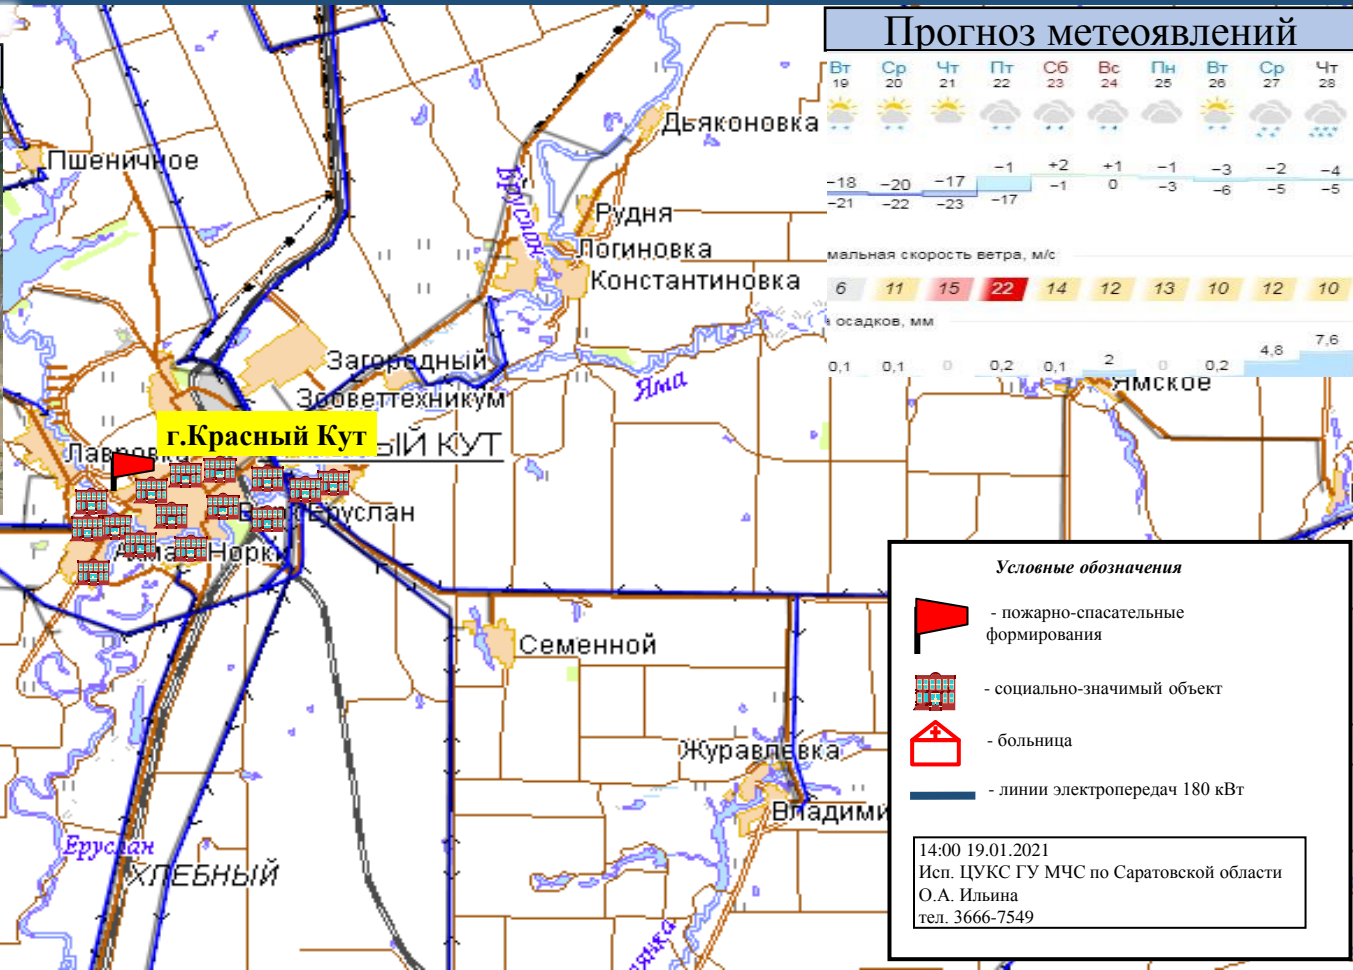 Прогноз метеоявлений
Вт Ср Чт Пт Сб Вс Пн Вт Ср Чт
19 20 21 22 23 24 25 26 27 28
−18 −20 −17 −1 +2 +1 −1 −3 −2 −4
−21 −22 −23 −17 −1 0 −3 −6 −5 −5
мальная скорость ветра, м/с
6 11 15 22 14 12 13 10 12 10
осадков, мм
0,1 0,1 0 0,2 0,1 2 0 0,2 4,8 7,6
Дьяконовка
Пшеничное
Еруслан
Рудня
Логиновка
Константиновка
Загородный
Яма
Ямское
Зооветтехникум
г.Красный Кут
ЫЙ КУТ
Лавровка
Еруслан
Норки
Семенной
Журавлевка
Владими
Еруслан
ХЛЕБНЫЙ
Условные обозначения
- пожарно-спасательные
формирования
- социально-значимый объект
- больница
- линии электропередач 180 кВт
14:00 19.01.2021
Исп. ЦУКС ГУ МЧС по Саратовской области
О.А. Ильина
тел. 3666-7549